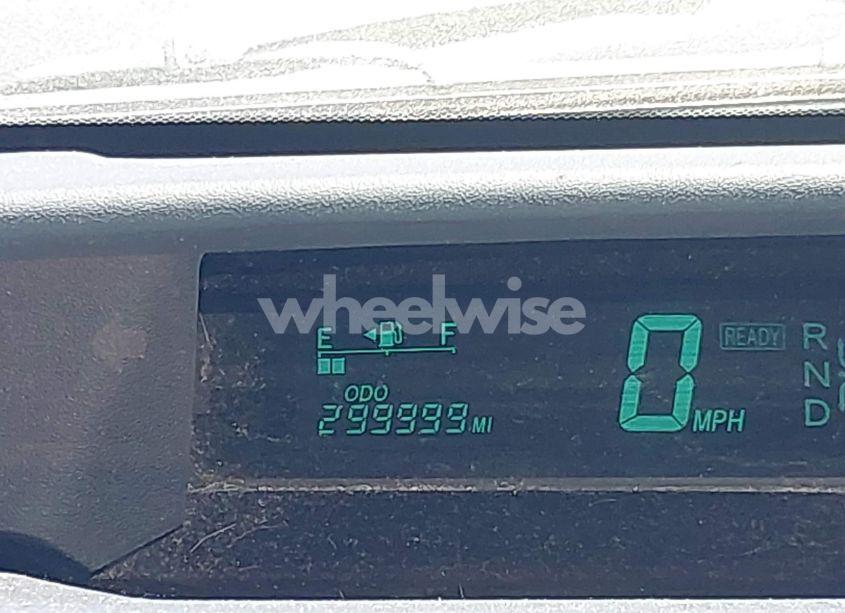 wheelwise
E F
ODO
299999 MI
0 MPH
READY
R
N
D